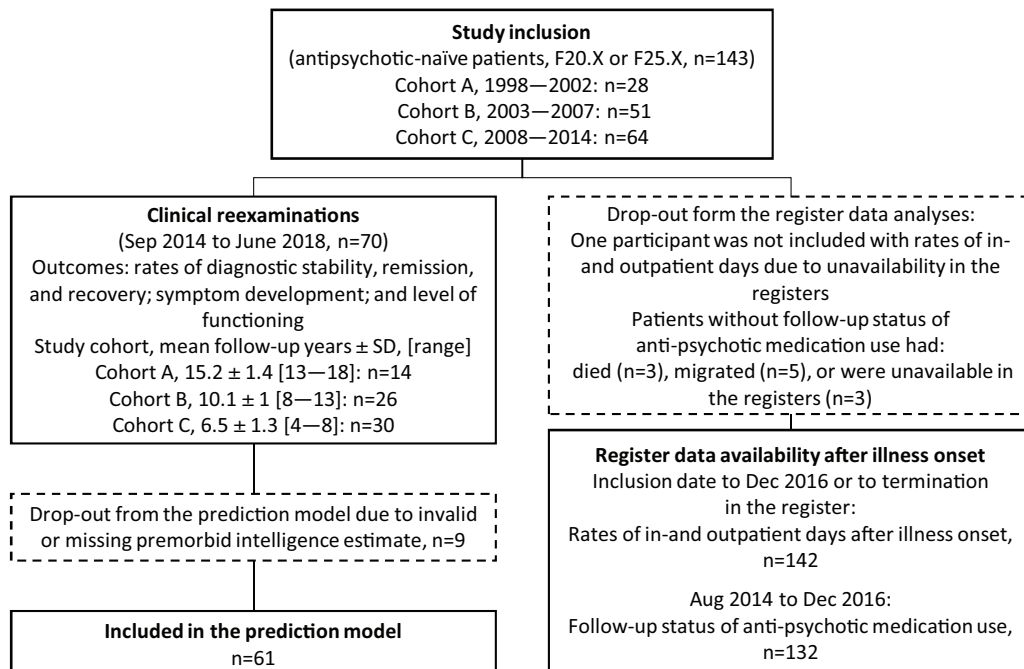 Study inclusion
(antipsychotic-naïve patients, F20.X or F25.X, n=143)
Cohort A, 1998—2002: n=28
Cohort B, 2003—2007: n=51
Cohort C, 2008—2014: n=64
Clinical reexaminations
(Sep 2014 to June 2018, n=70)
Outcomes: rates of diagnostic stability, remission,
and recovery; symptom development; and level of
functioning
Study cohort, mean follow-up years ± SD, [range]
Cohort A, 15.2 ± 1.4 [13—18]: n=14
Cohort B, 10.1 ± 1 [8—13]: n=26
Cohort C, 6.5 ± 1.3 [4—8]: n=30
Drop-out from the prediction model due to invalid
or missing premorbid intelligence estimate, n=9
Included in the prediction model
n=61
Drop-out form the register data analyses:
One participant was not included with rates of in-
and outpatient days due to unavailability in the
registers
Patients without follow-up status of
anti-psychotic medication use had:
died (n=3), migrated (n=5), or were unavailable in
the registers (n=3)
Register data availability after illness onset
Inclusion date to Dec 2016 or to termination
in the register:
Rates of in-and outpatient days after illness onset,
n=142
Aug 2014 to Dec 2016:
Follow-up status of anti-psychotic medication use,
n=132